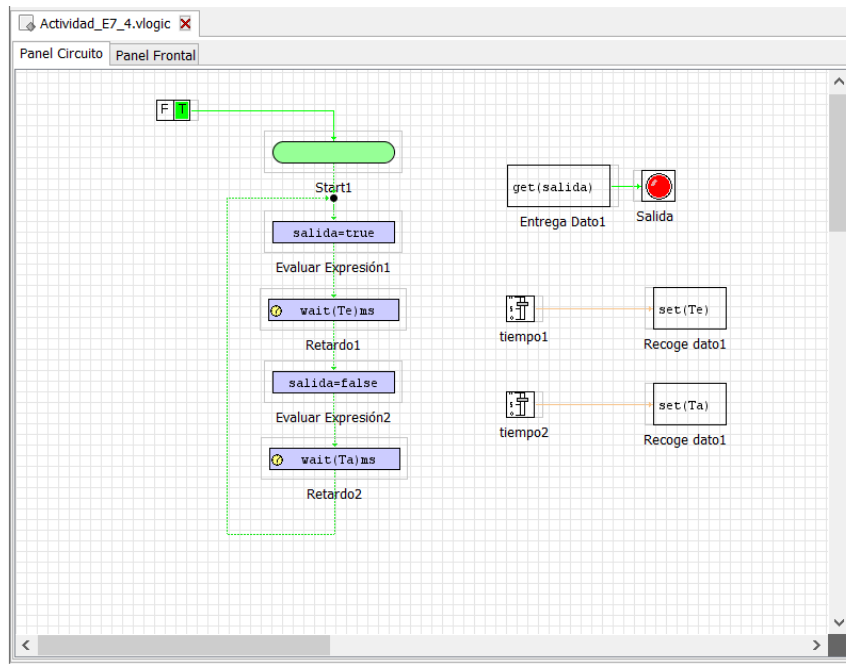 Actividad_E7_4.vlogic
Panel Circuito
Panel Frontal
F T
Start1
salida=true
Evaluar Expresión1
wait(Te)ms
Retardo1
salida=false
Evaluar Expresión2
wait(Ta)ms
Retardo2
get(salida)
Entrega Dato1
Salida
tiempo1
set(Te)
Recoge dato1
tiempo2
set(Ta)
Recoge dato1